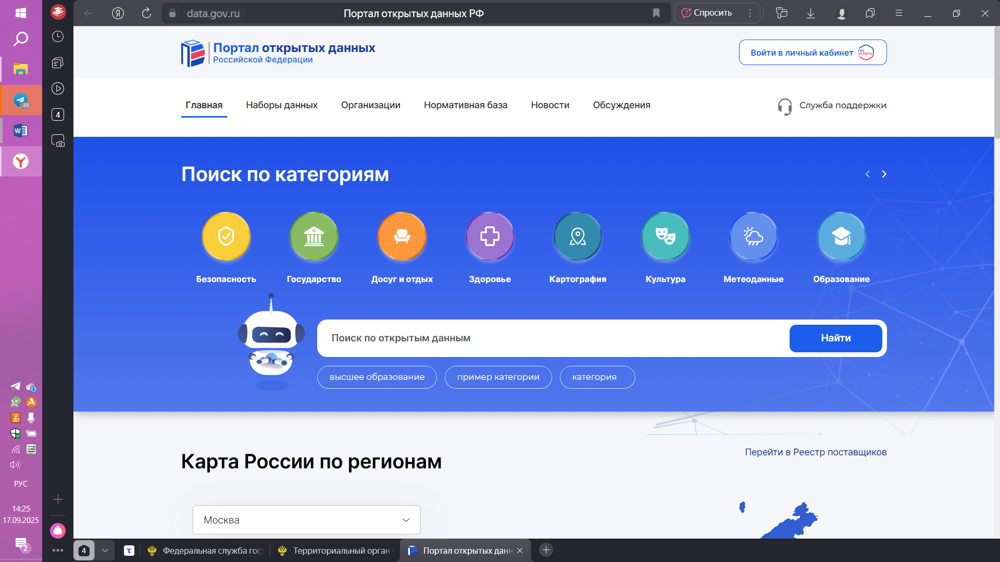 data.gov.ru
Портал открытых данных РФ
Спросить
Портал открытых данных
Российской Федерации
Войти в личный кабинет
гос
услуги
Главная
Наборы данных
Организации
Нормативная база
Новости
Обсуждения
Служба поддержки
Поиск по категориям
Безопасность
Государство
Досуг и отдых
Здоровье
Картография
Культура
Метеоданные
Образование
Поиск по открытым данным
Найти
высшее образование
пример категории
категория
Карта России по регионам
Перейти в Реестр поставщиков
Москва
4
..88
W
РУС
14:25
17.09.2025
2
4
Федеральная служба гос
Территориальный орган
Портал открытых данн